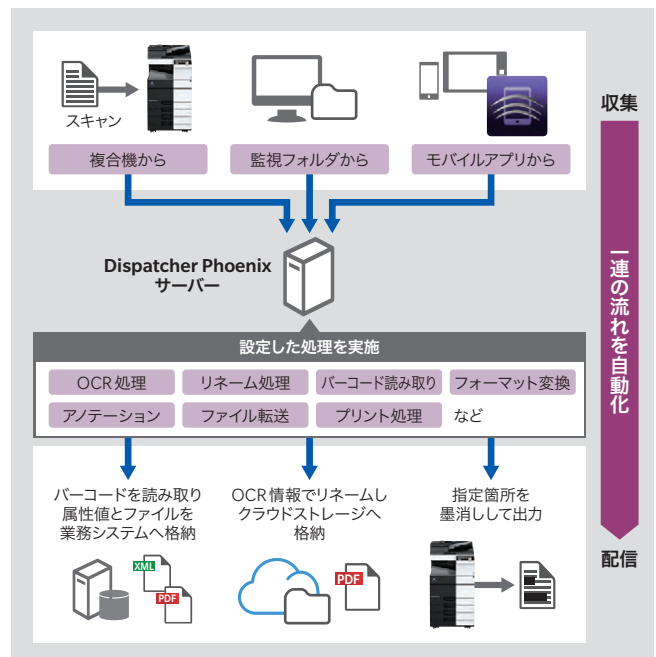 スキャン
複合機から
監視フォルダから
モバイルアプリから
収集
Dispatcher Phoenix
サーバー
一連の流れを自動化
設定した処理を実施
OCR処理
リネーム処理
バーコード読み取り
フォーマット変換
アノテーション
ファイル転送
プリント処理
など
バーコードを読み取り
属性値とファイルを
業務システムへ格納
XML
PDF
OCR情報でリネームし
クラウドストレージへ
格納
PDF
指定箇所を
墨消しして出力
配信